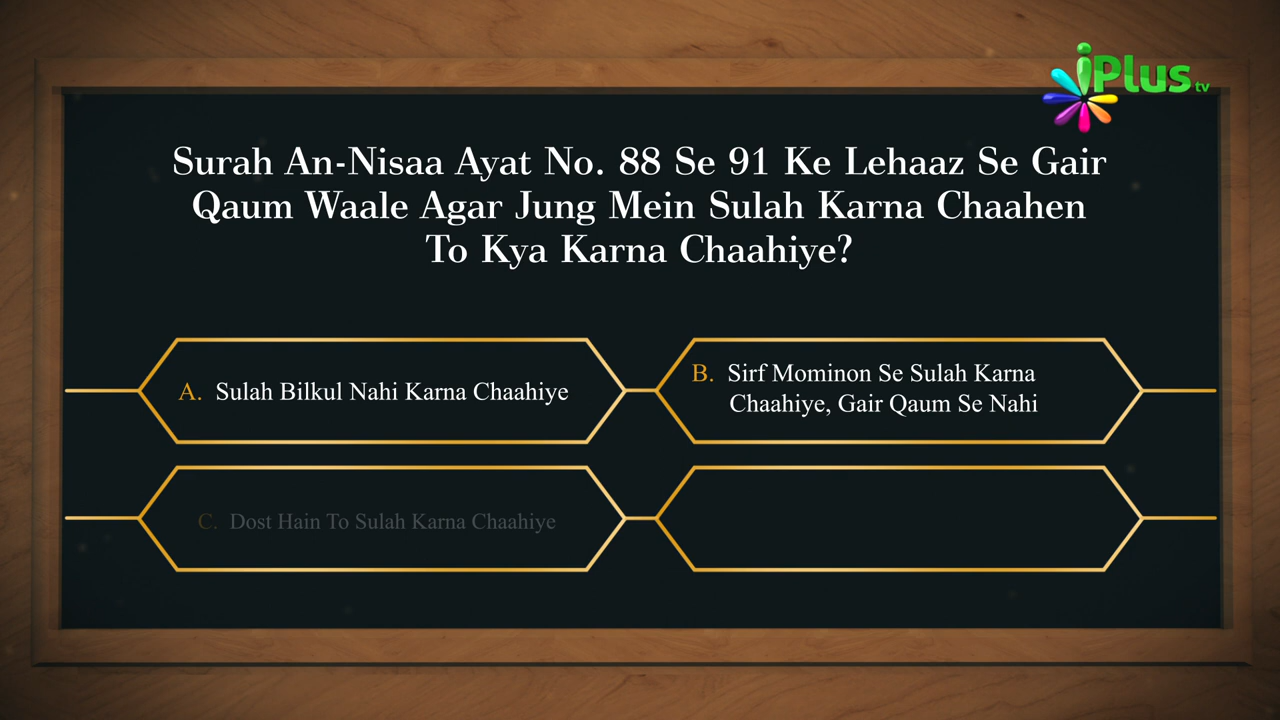 iPlus tv
Surah An-Nisaa Ayat No. 88 Se 91 Ke Lehaaz Se Gair
Qaum Waale Agar Jung Mein Sulah Karna Chaahen
To Kya Karna Chaahiye?
A. Sulah Bilkul Nahi Karna Chaahiye
B. Sirf Mominon Se Sulah Karna
Chaahiye, Gair Qaum Se Nahi
C. Dost Hain To Sulah Karna Chaahiye